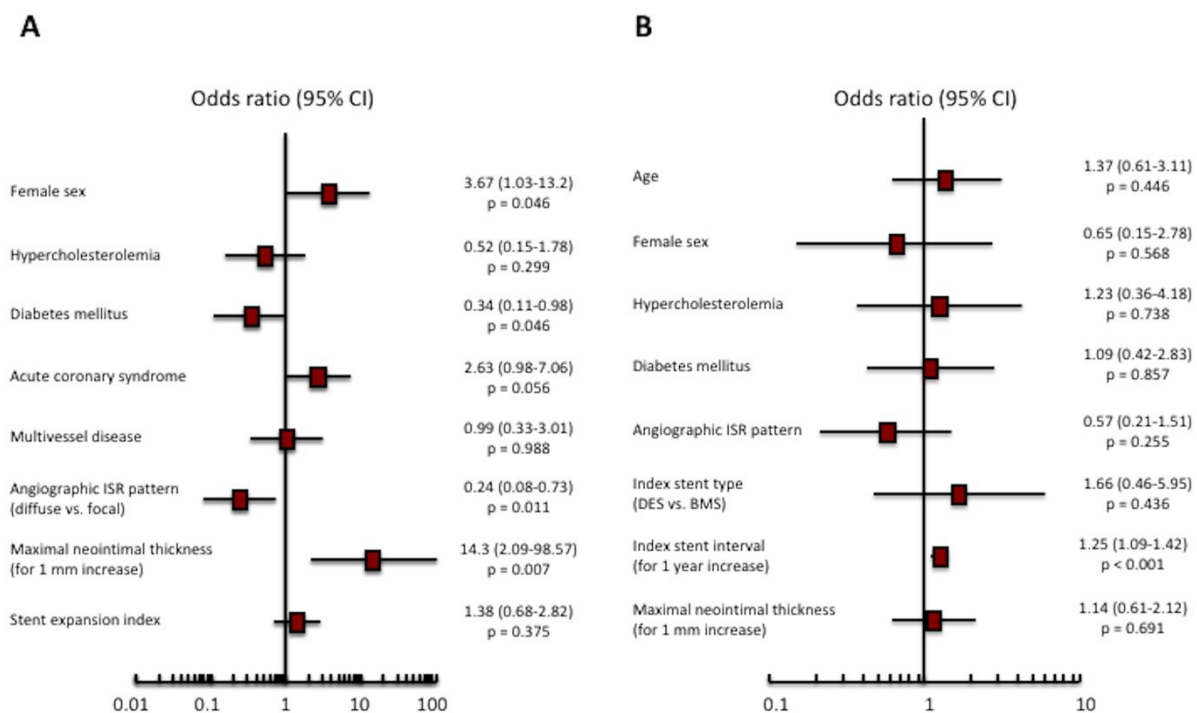 A
Odds ratio (95% CI)
Female sex
3.67 (1.03-13.2)
p = 0.046
Hypercholesterolemia
0.52 (0.15-1.78)
p = 0.299
Diabetes mellitus
0.34 (0.11-0.98)
p = 0.046
Acute coronary syndrome
2.63 (0.98-7.06)
p = 0.056
Multivessel disease
0.99 (0.33-3.01)
p = 0.988
Angiographic ISR pattern
(diffuse vs. focal)
0.24 (0.08-0.73)
p = 0.011
Maximal neointimal thickness
(for 1 mm increase)
14.3 (2.09-98.57)
p = 0.007
Stent expansion index
1.38 (0.68-2.82)
p = 0.375
0.01 0.1 1 10 100
B
Odds ratio (95% CI)
Age
1.37 (0.61-3.11)
p = 0.446
Female sex
0.65 (0.15-2.78)
p = 0.568
Hypercholesterolemia
1.23 (0.36-4.18)
p = 0.738
Diabetes mellitus
1.09 (0.42-2.83)
p = 0.857
Angiographic ISR pattern
0.57 (0.21-1.51)
p = 0.255
Index stent type
(DES vs. BMS)
1.66 (0.46-5.95)
p = 0.436
Index stent interval
(for 1 year increase)
1.25 (1.09-1.42)
p < 0.001
Maximal neointimal thickness
(for 1 mm increase)
1.14 (0.61-2.12)
p = 0.691
0.1 1 10